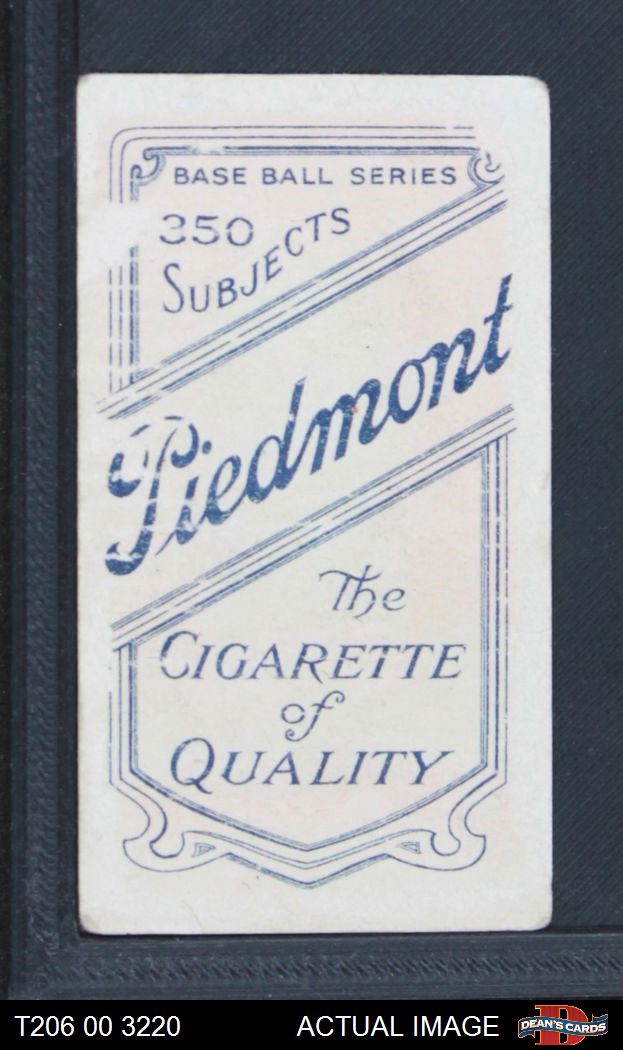 BASE BALL SERIES
350
SUBJECTS
Piedmont
The
CIGARETTE
of
QUALITY
T206 00 3220 ACTUAL IMAGE D DEAN'S CARDS